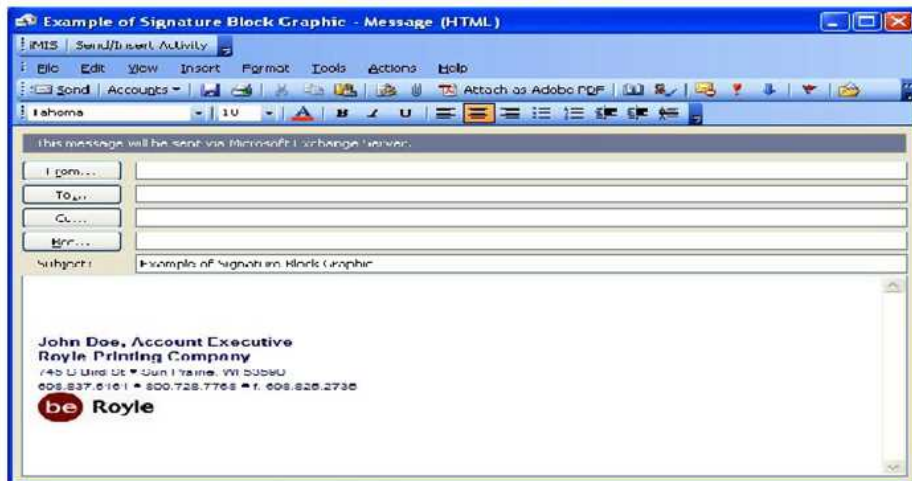 Example of Signature Block Graphic - Message (HTML)
iMIS Send/Insert Activity
File Edit View Insert Format Tools Actions Help
Send Accounts Attach as Adobe PDF
Tahoma 10 A B I U
This message will be sent via Microsoft Exchange Server.
From...
To...
Cc...
Bcc...
Subject: Example of Signature Block Graphic
John Doe, Account Executive
Royle Printing Company
745 S Bird St • Sun Prairie, WI 53590
608.837.5161 • 800.728.7768 • f. 608.826.2736
be Royle